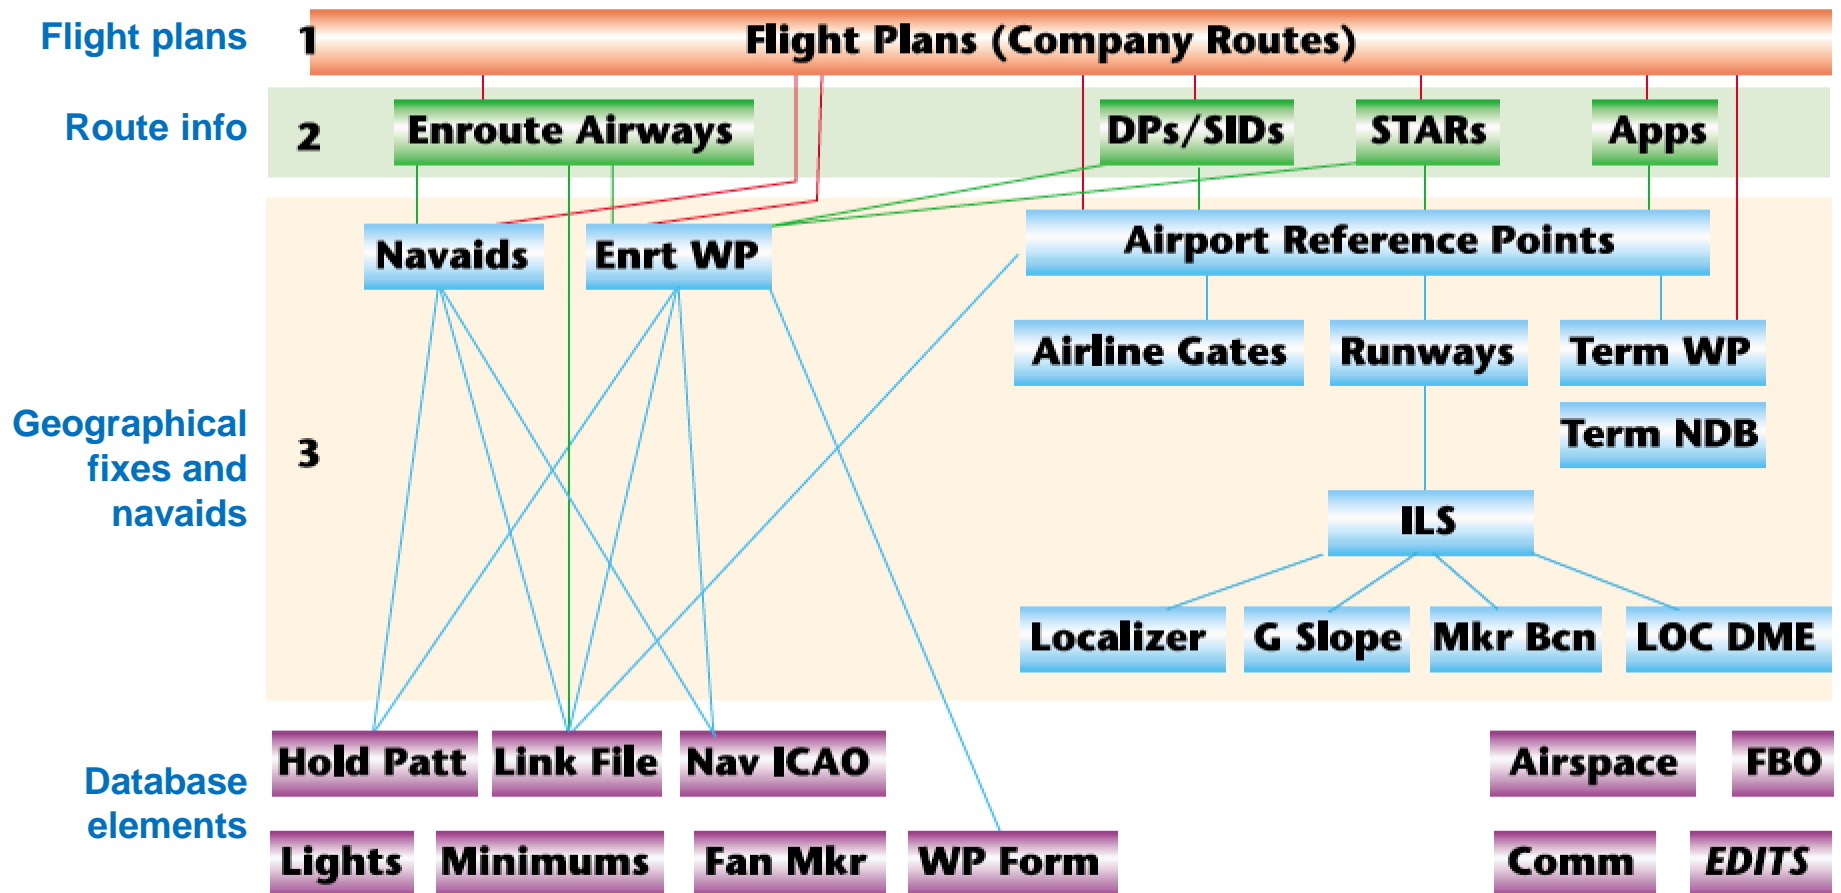 Flight plans 1 Flight Plans (Company Routes)
Route info 2 Enroute Airways DPs/SIDs STARs Apps
Navaids Enrt WP Airport Reference Points
Airline Gates Runways Term WP
Geographical
fixes and
navaids
3
Term NDB
ILS
Localizer G Slope Mkr Bcn LOC DME
Database
elements
Hold Patt Link File Nav ICAO Airspace FBO
Lights Minimums Fan Mkr WP Form Comm EDITS